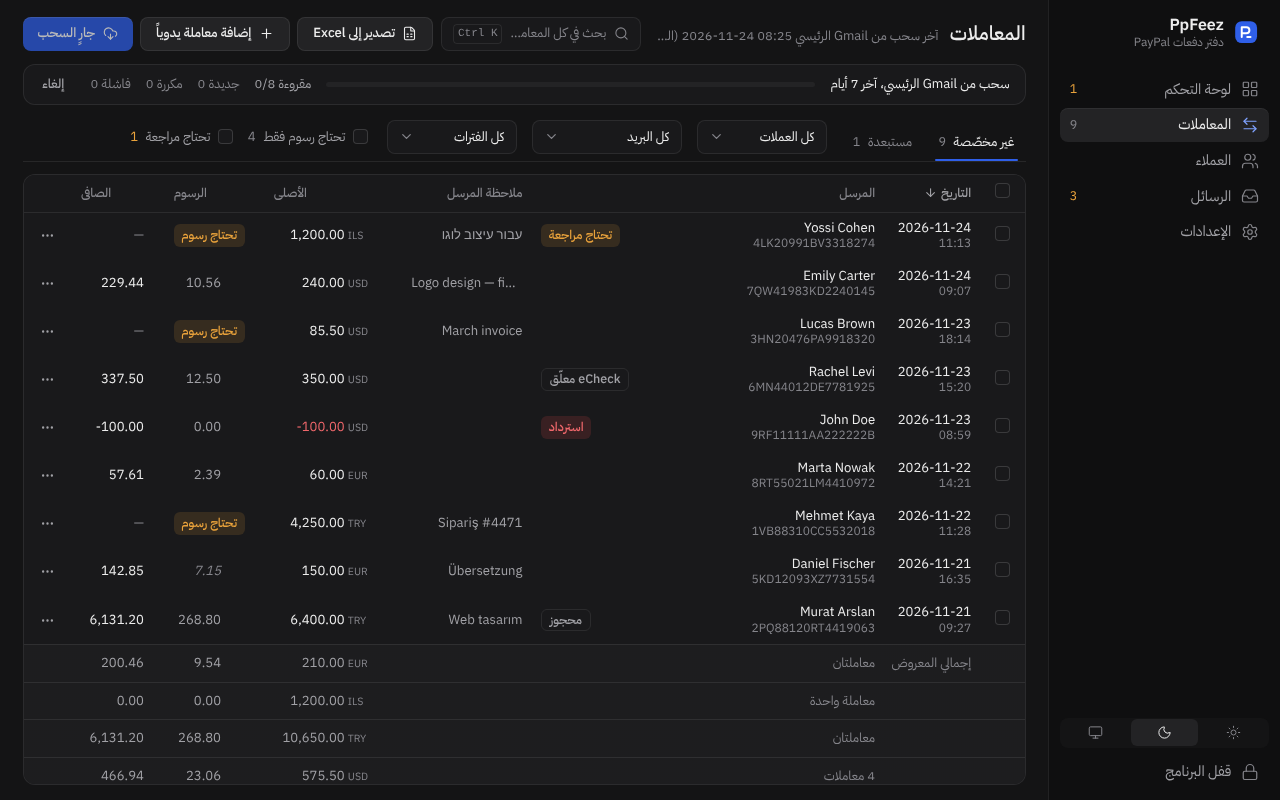 PpFeez
دفتر دفعات PayPal
لوحة التحكم 1
المعاملات 9
العملاء
الرسائل 3
الإعدادات
قفل البرنامج
المعاملات
آخر سحب من Gmail الرئيسي 2026-11-24 08:25 (الـ...
بحث في كل المعام... Ctrl K
تصدير إلى Excel
إضافة معاملة يدوياً
جارٍ السحب
سحب من Gmail الرئيسي، آخر 7 أيام
مقروءة 0/8 جديدة 0 مكررة 0 فاشلة 0 إلغاء
غير مخصّصة 9 مستبعدة 1
كل العملات كل البريد كل الفترات
تحتاج رسوم فقط 4 تحتاج مراجعة 1
التاريخ ↓ المرسل ملاحظة المرسل الأصلي الرسوم الصافي
2026-11-24 Yossi Cohen تحتاج مراجعة עבור עיצוב לוגו 1,200.00 ILS تحتاج رسوم —
11:13 4LK20991BV3318274
2026-11-24 Emily Carter Logo design — fi... 240.00 USD 10.56 229.44
09:07 7QW41983KD2240145
2026-11-23 Lucas Brown March invoice 85.50 USD تحتاج رسوم —
18:14 3HN20476PA9918320
2026-11-23 Rachel Levi eCheck معلّق 350.00 USD 12.50 337.50
15:20 6MN44012DE7781925
2026-11-23 John Doe استرداد -100.00 USD 0.00 -100.00
08:59 9RF11111AA222222B
2026-11-22 Marta Nowak 60.00 EUR 2.39 57.61
14:21 8RT55021LM4410972
2026-11-22 Mehmet Kaya Sipariş #4471 4,250.00 TRY تحتاج رسوم —
11:28 1VB88310CC5532018
2026-11-21 Daniel Fischer Übersetzung 150.00 EUR 7.15 142.85
16:35 5KD12093XZ7731554
2026-11-21 Murat Arslan محجوز Web tasarım 6,400.00 TRY 268.80 6,131.20
09:27 2PQ88120RT4419063
إجمالي المعروض معاملتان 210.00 EUR 9.54 200.46
معاملة واحدة 1,200.00 ILS 0.00 0.00
معاملتان 10,650.00 TRY 268.80 6,131.20
4 معاملات 575.50 USD 23.06 466.94